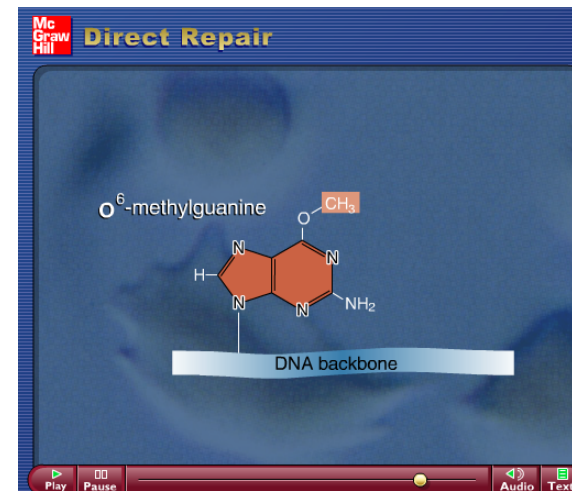 Mc
Graw
Hill
Direct Repair
O⁶-methylguanine
CH₃
O
N
N
H
N
N
NH₂
DNA backbone
Play
Pause
Audio
Text